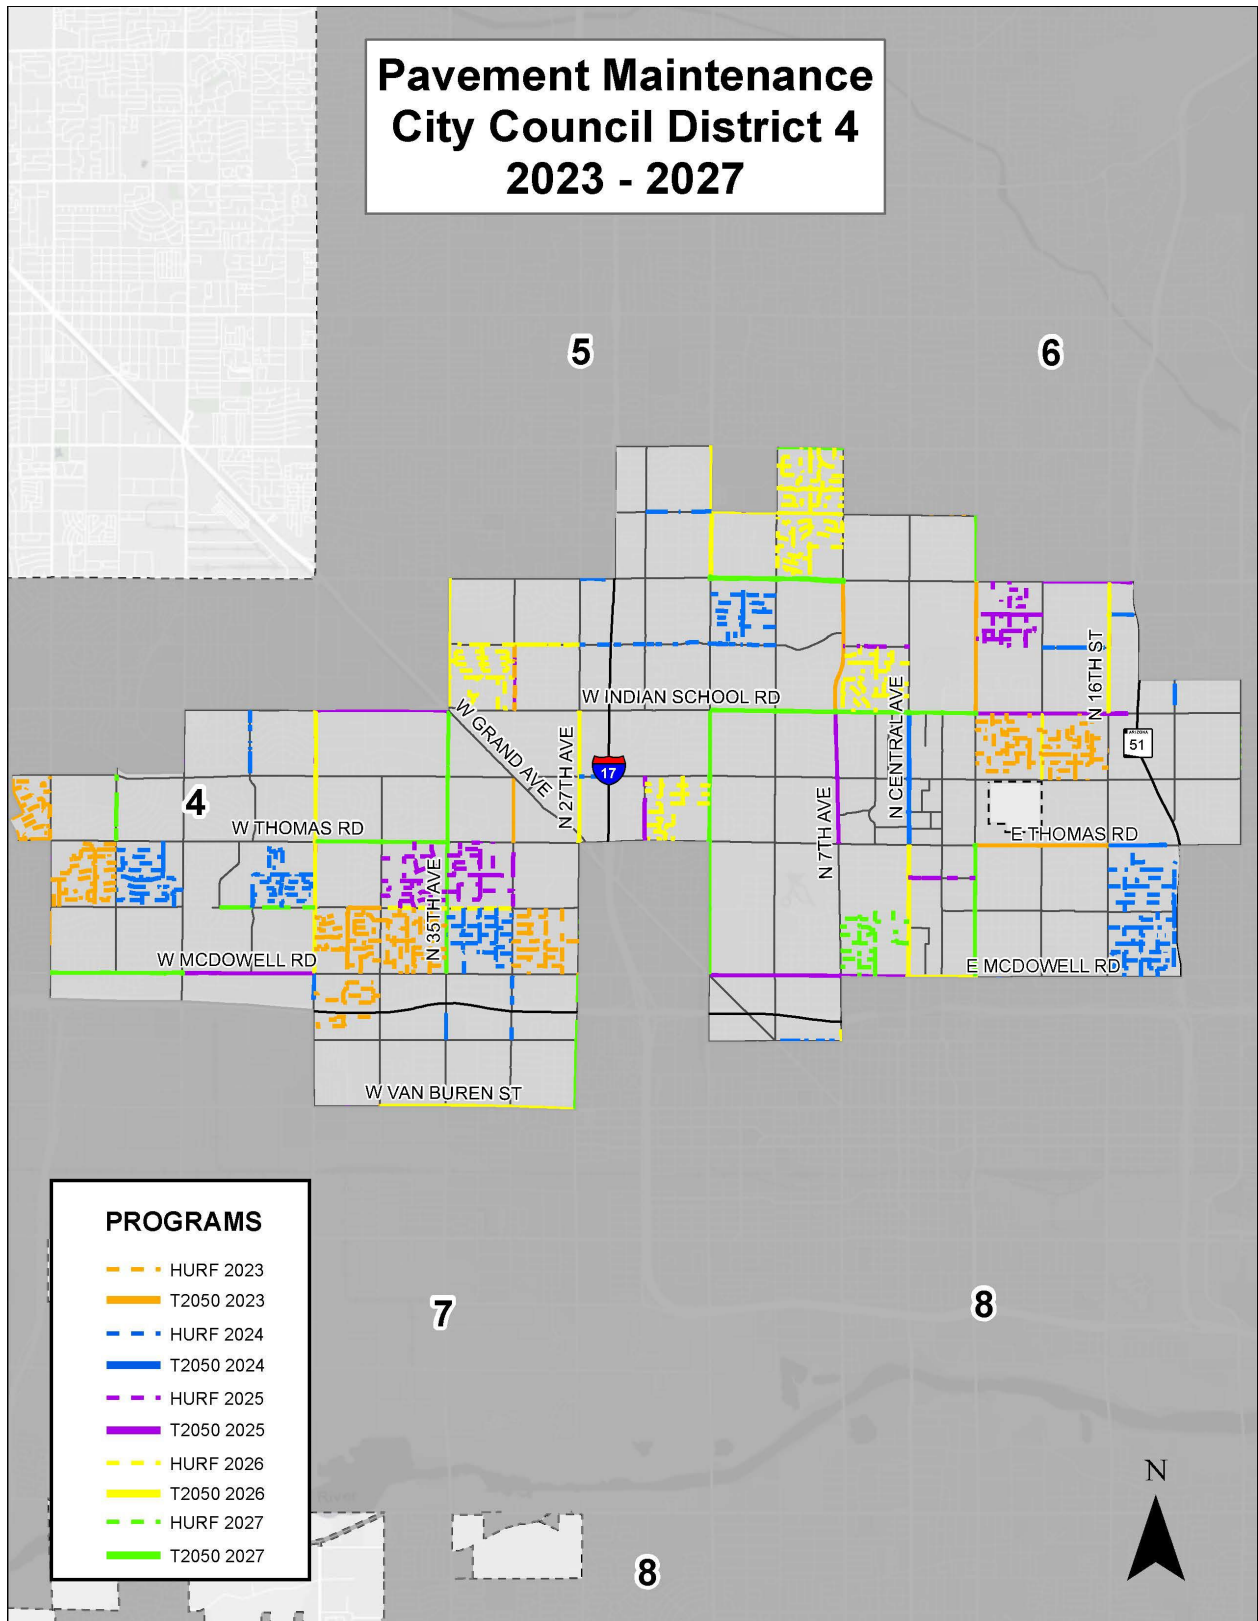 Pavement Maintenance
City Council District 4
2023 - 2027
5
6
N 16TH ST
W INDIAN SCHOOL RD
N CENTRAL AVE
W GRAND AVE
N 27TH AVE
ARIZONA
51
17
4
N 7TH AVE
W THOMAS RD
E THOMAS RD
N 35TH AVE
W MCDOWELL RD
E MCDOWELL RD
W VAN BUREN ST
PROGRAMS
HURF 2023
T2050 2023
HURF 2024
T2050 2024
HURF 2025
T2050 2025
HURF 2026
T2050 2026
HURF 2027
T2050 2027
7
8
N
8